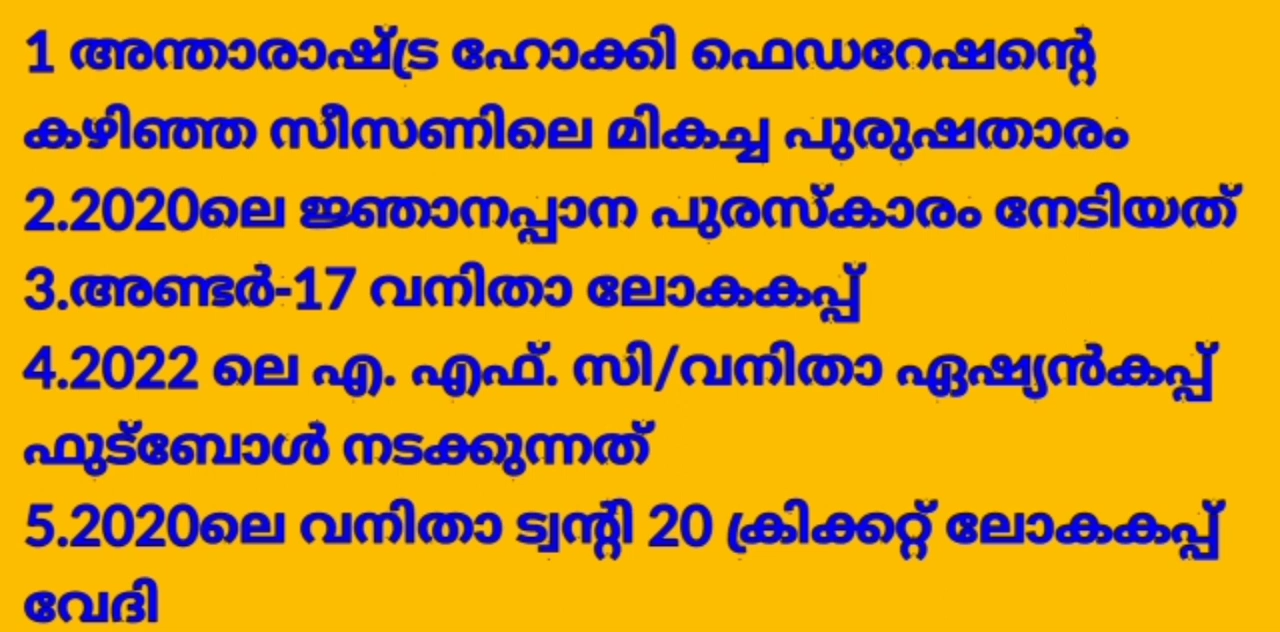 1 അന്താരാഷ്ട്ര ഹോക്കി ഫെഡറേഷന്റെ
കഴിഞ്ഞ സീസണിലെ മികച്ച പുരുഷതാരം
2.2020ലെ ജ്ഞാനപ്പാന പുരസ്കാരം നേടിയത്
3.അണ്ടർ-17 വനിതാ ലോകകപ്പ്
4.2022 ലെ എ. എഫ്. സി/വനിതാ ഏഷ്യൻകപ്പ്
ഫുട്ബോൾ നടക്കുന്നത്
5.2020ലെ വനിതാ ട്വന്റി 20 ക്രിക്കറ്റ് ലോകകപ്പ്
വേദി